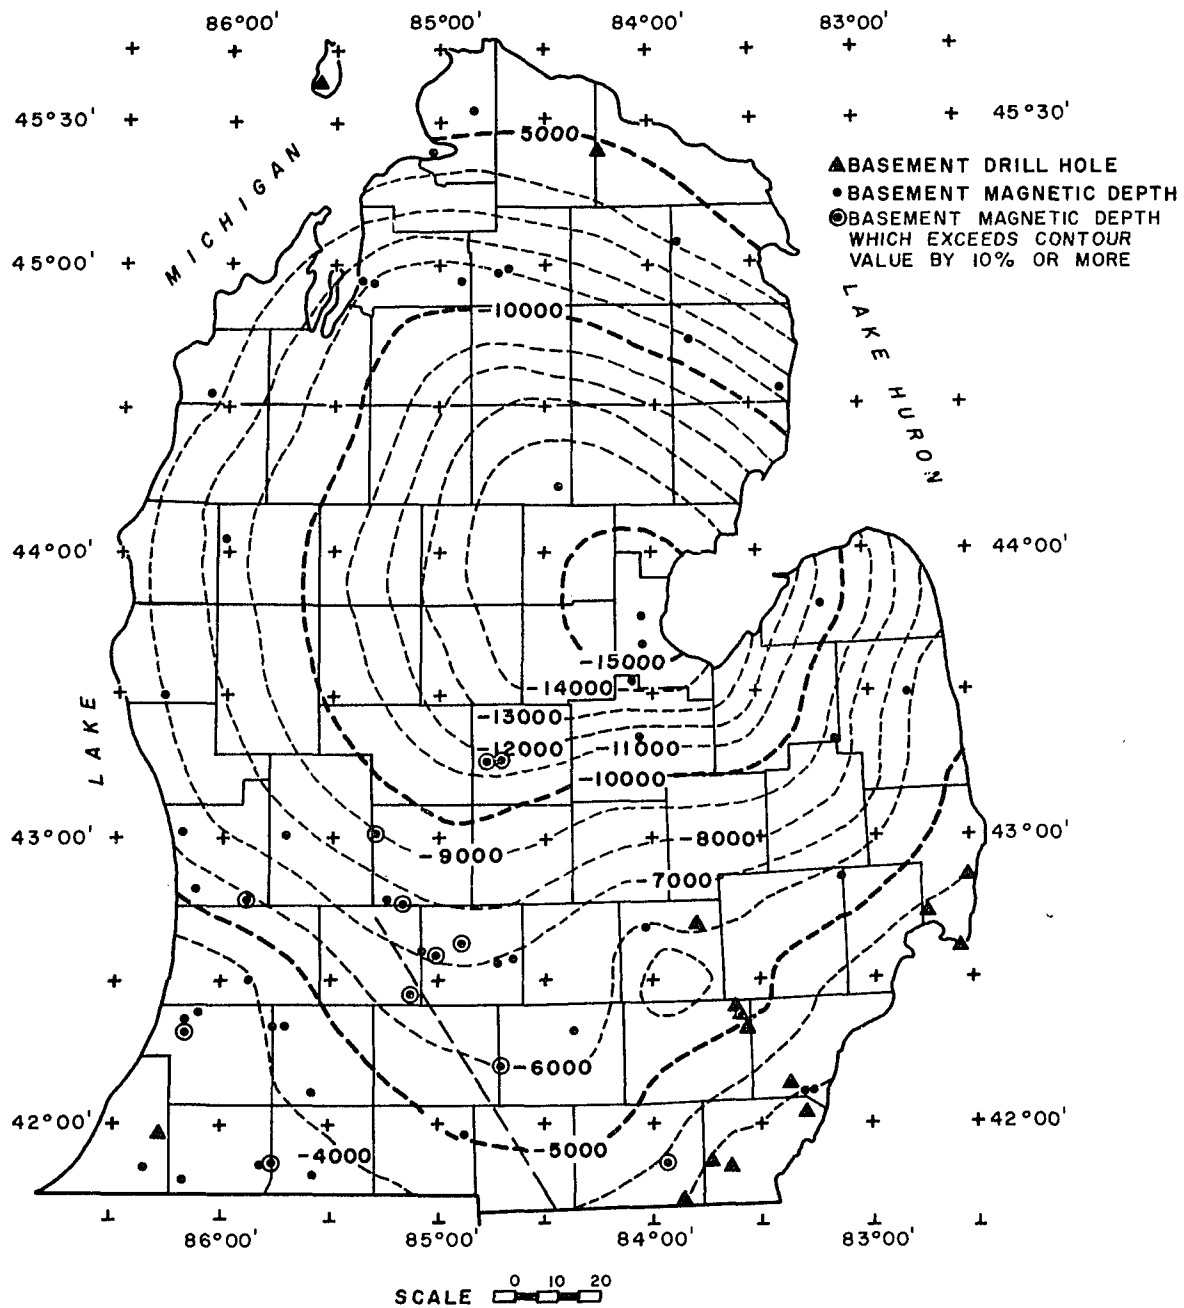 86°00' 85°00' 84°00' 83°00'
45°30' 45°30'
5000
MICHIGAN
BASEMENT DRILL HOLE
BASEMENT MAGNETIC DEPTH
BASEMENT MAGNETIC DEPTH
WHICH EXCEEDS CONTOUR
VALUE BY 10% OR MORE
45°00'
-10000
LAKE HURON
44°00' 44°00'
-15000
-14000
-13000
-12000 -11000
-10000
LAKE
43°00' 43°00'
-9000 -8000
-7000
-6000
42°00' 42°00'
-4000 -5000
86°00' 85°00' 84°00' 83°00'
SCALE 0 10 20